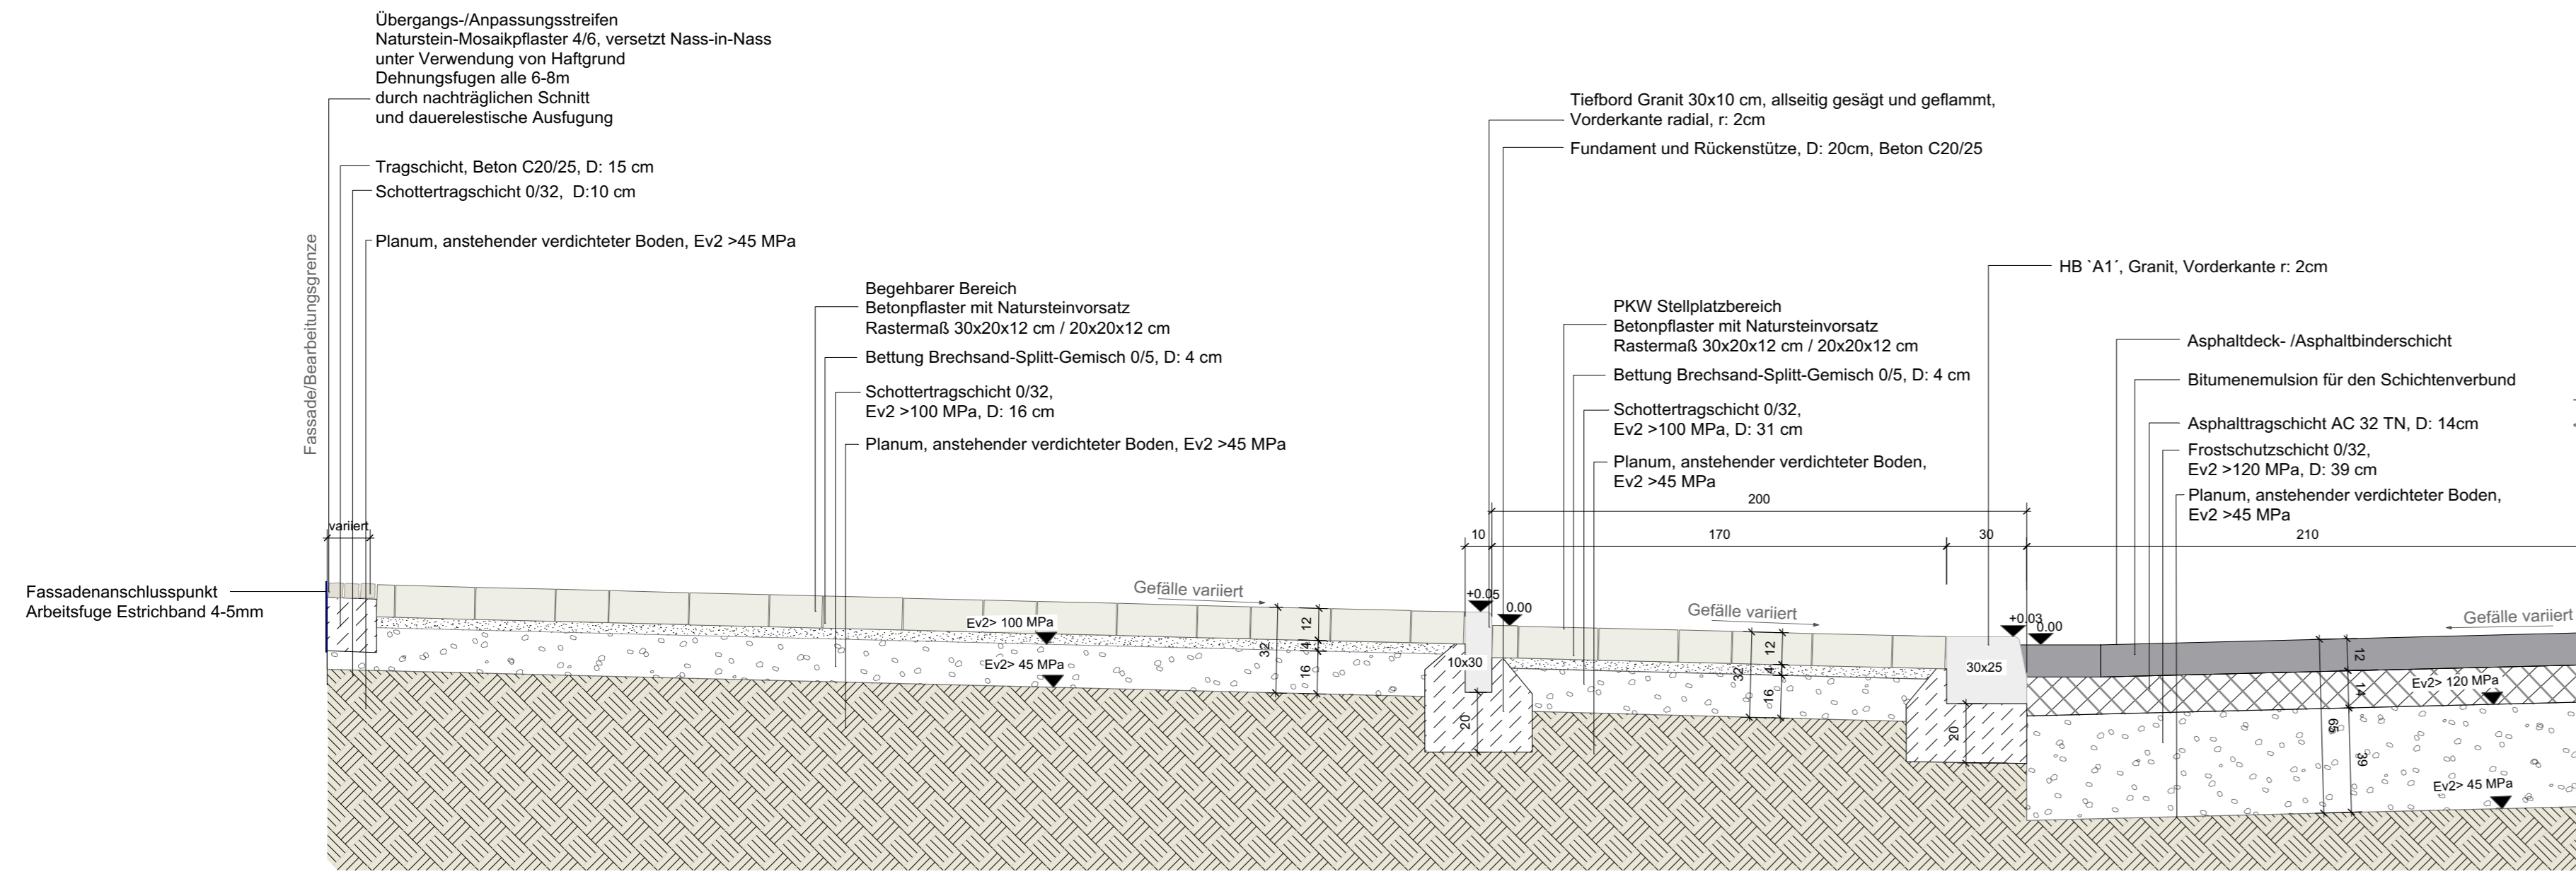 Übergangs-/Anpassungsstreifen
Naturstein-Mosaikpflaster 4/6, versetzt Nass-in-Nass
unter Verwendung von Haftgrund
Dehnungsfugen alle 6-8m
durch nachträglichen Schnitt
und dauerelestische Ausfugung
Tragschicht, Beton C20/25, D: 15 cm
Schottertragschicht 0/32, D:10 cm
Planum, anstehender verdichteter Boden, Ev2 >45 MPa
Fassade/Bearbeitungsgrenze
variiert
Fassadenanschlusspunkt
Arbeitsfuge Estrichband 4-5mm
Begehbarer Bereich
Betonpflaster mit Natursteinvorsatz
Rastermaß 30x20x12 cm / 20x20x12 cm
Bettung Brechsand-Splitt-Gemisch 0/5, D: 4 cm
Schottertragschicht 0/32,
Ev2 >100 MPa, D: 16 cm
Planum, anstehender verdichteter Boden, Ev2 >45 MPa
Gefälle variiert
Ev2> 100 MPa
Ev2> 45 MPa
32
12
4
16
Tiefbord Granit 30x10 cm, allseitig gesägt und geflammt,
Vorderkante radial, r: 2cm
Fundament und Rückenstütze, D: 20cm, Beton C20/25
PKW Stellplatzbereich
Betonpflaster mit Natursteinvorsatz
Rastermaß 30x20x12 cm / 20x20x12 cm
Bettung Brechsand-Splitt-Gemisch 0/5, D: 4 cm
Schottertragschicht 0/32,
Ev2 >100 MPa, D: 31 cm
Planum, anstehender verdichteter Boden,
Ev2 >45 MPa
200
10
170
30
210
+0.05
0.00
10x30
20
Gefälle variiert
32
12
4
16
+0.03
0.00
30x25
20
HB `A1´, Granit, Vorderkante r: 2cm
Asphaltdeck- /Asphaltbinderschicht
Bitumenemulsion für den Schichtenverbund
Asphalttragschicht AC 32 TN, D: 14cm
Frostschutzschicht 0/32,
Ev2 >120 MPa, D: 39 cm
Planum, anstehender verdichteter Boden,
Ev2 >45 MPa
Gefälle variiert
Ev2> 120 MPa
Ev2> 45 MPa
65
12
14
39